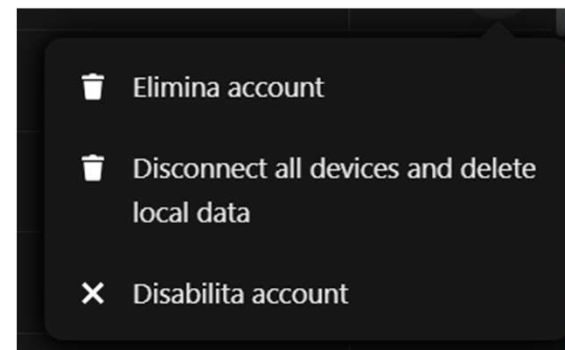 Elimina account
Disconnect all devices and delete
local data
Disabilita account